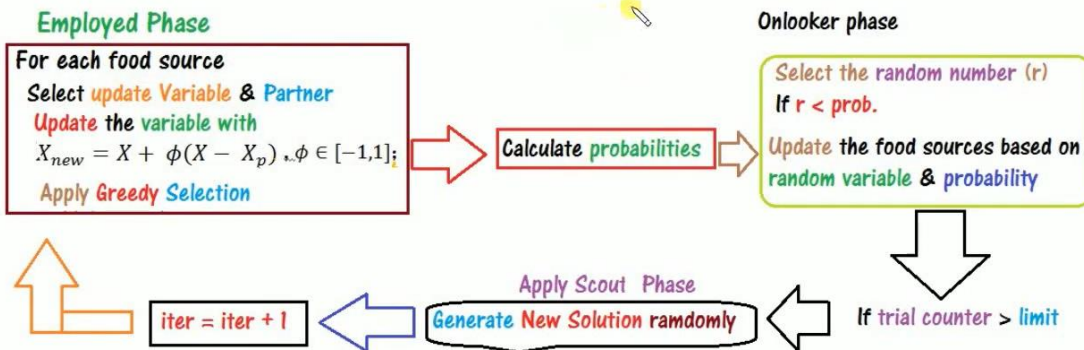 Employed Phase
For each food source
Select update Variable & Partner
Update the variable with
X_new = X + ϕ(X − X_p) , ϕ ∈ [-1,1];
Apply Greedy Selection
Calculate probabilities
Onlooker phase
Select the random number (r)
If r < prob.
Update the food sources based on
random variable & probability
If trial counter > limit
Apply Scout Phase
Generate New Solution ramdomly
iter = iter + 1